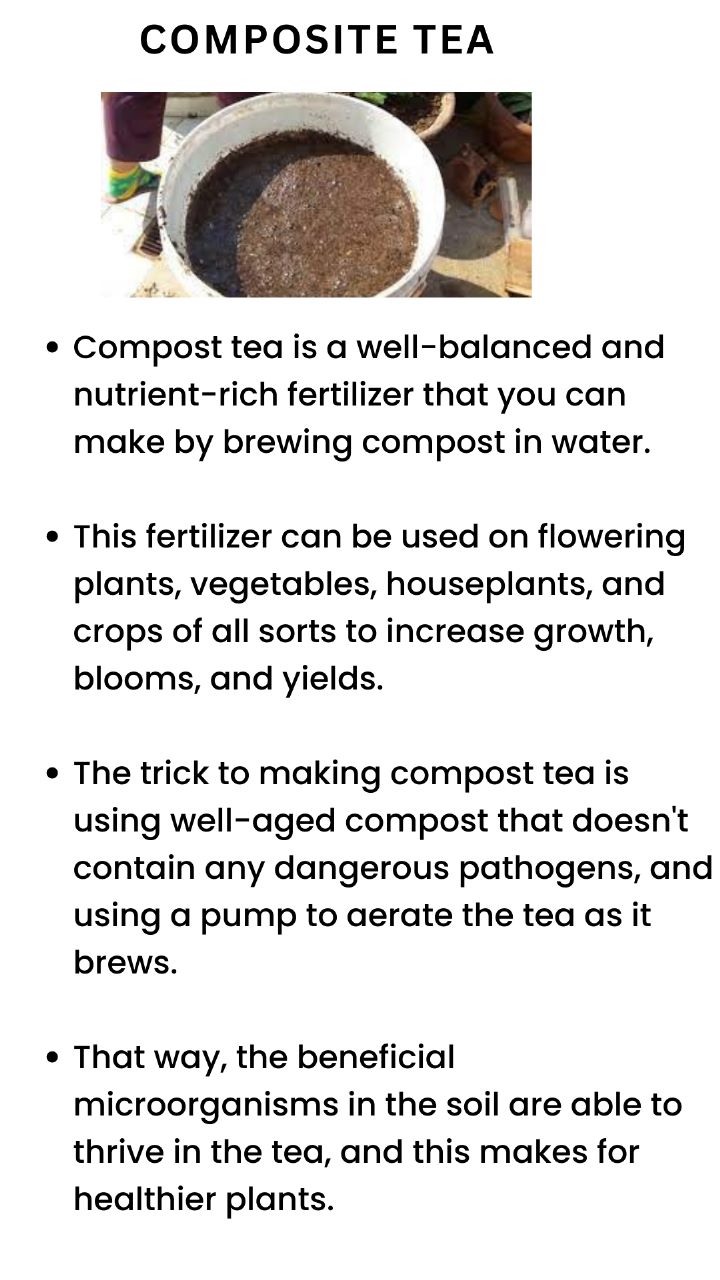 COMPOSITE TEA
• Compost tea is a well-balanced and
nutrient-rich fertilizer that you can
make by brewing compost in water.
• This fertilizer can be used on flowering
plants, vegetables, houseplants, and
crops of all sorts to increase growth,
blooms, and yields.
• The trick to making compost tea is
using well-aged compost that doesn't
contain any dangerous pathogens, and
using a pump to aerate the tea as it
brews.
• That way, the beneficial
microorganisms in the soil are able to
thrive in the tea, and this makes for
healthier plants.